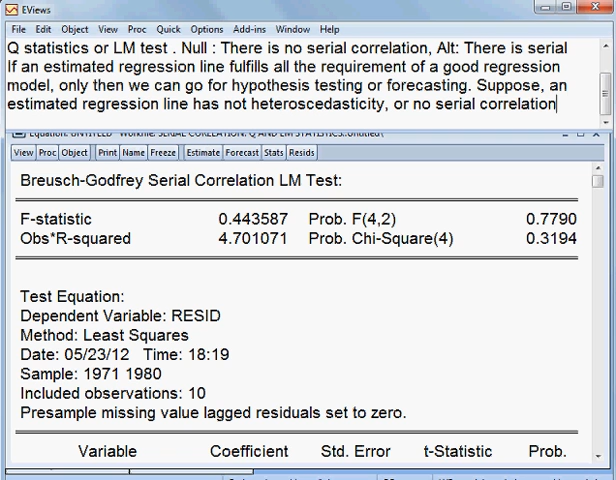 EViews
File Edit Object View Proc Quick Options Add-ins Window Help
Q statistics or LM test . Null : There is no serial correlation, Alt: There is serial
If an estimated regression line fulfills all the requirement of a good regression
model, only then we can go for hypothesis testing or forecasting. Suppose, an
estimated regression line has not heteroscedasticity, or no serial correlation
View Proc Object Print Name Freeze Estimate Forecast Stats Resids
Breusch-Godfrey Serial Correlation LM Test:
F-statistic 0.443587 Prob. F(4,2) 0.7790
Obs*R-squared 4.701071 Prob. Chi-Square(4) 0.3194
Test Equation:
Dependent Variable: RESID
Method: Least Squares
Date: 05/23/12 Time: 18:19
Sample: 1971 1980
Included observations: 10
Presample missing value lagged residuals set to zero.
Variable Coefficient Std. Error t-Statistic Prob.